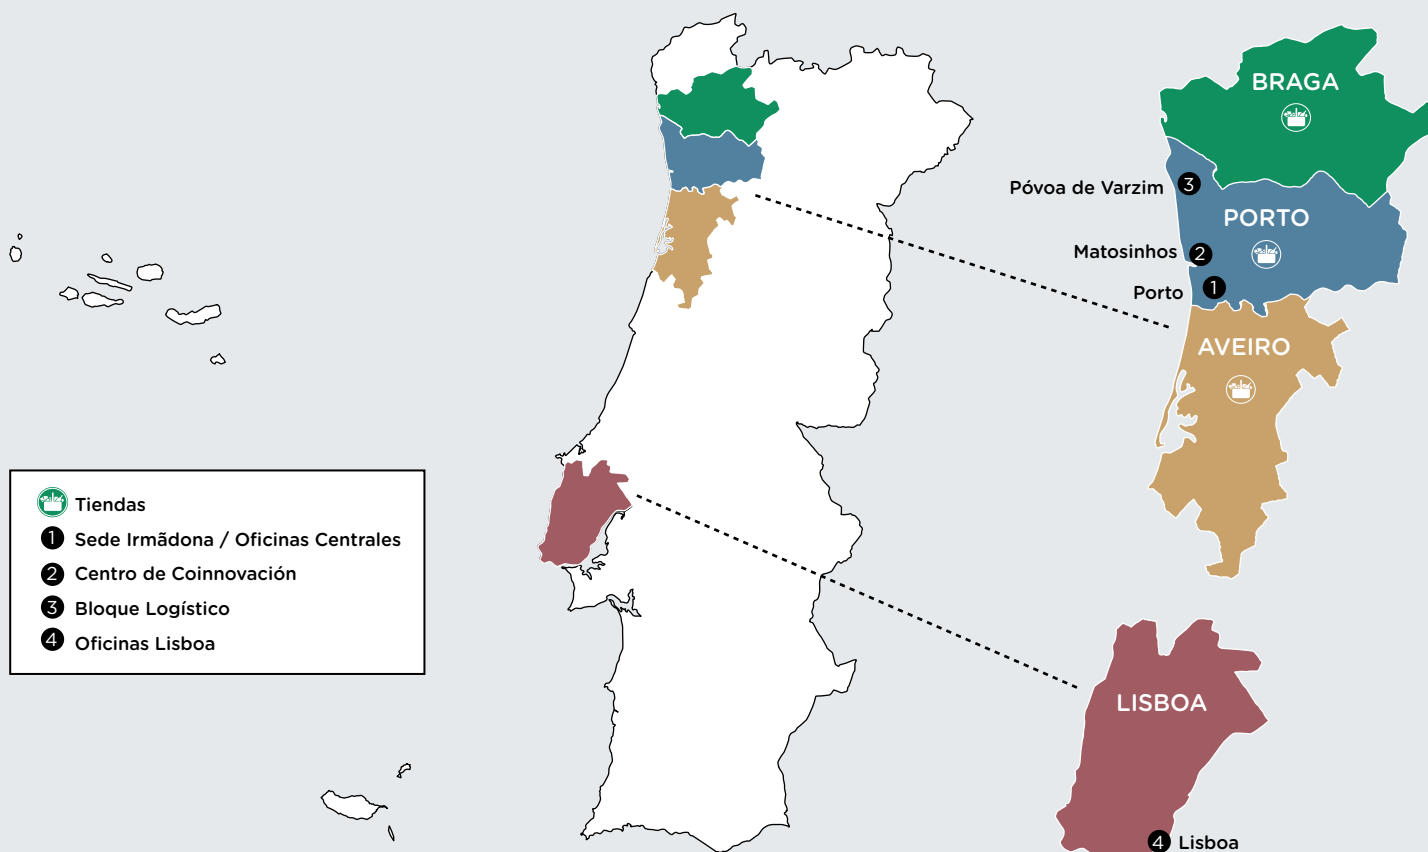 BRAGA
Póvoa de Varzim
3
PORTO
Matosinhos
2
Porto
1
AVEIRO
Tiendas
1 Sede Irmãdona / Oficinas Centrales
2 Centro de Coinnovación
3 Bloque Logístico
4 Oficinas Lisboa
LISBOA
4 Lisboa